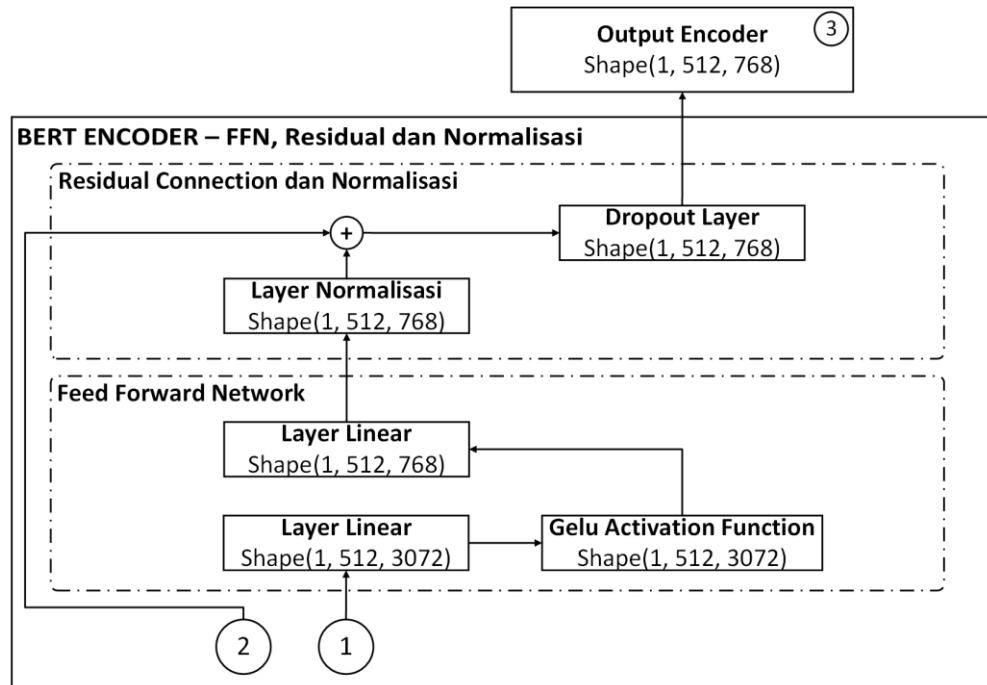 Output Encoder
3
Shape(1, 512, 768)
BERT ENCODER – FFN, Residual dan Normalisasi
Residual Connection dan Normalisasi
Dropout Layer
Shape(1, 512, 768)
+
Layer Normalisasi
Shape(1, 512, 768)
Feed Forward Network
Layer Linear
Shape(1, 512, 768)
Layer Linear
Shape(1, 512, 3072)
Gelu Activation Function
Shape(1, 512, 3072)
2
1